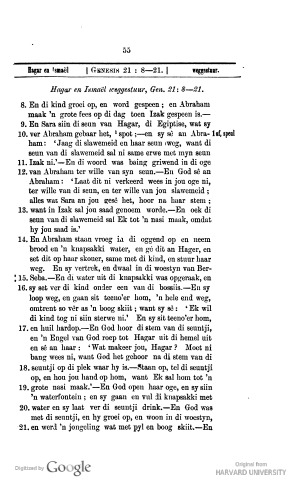 55
Hagar en Ismaël | GENESIS 21 : 8—21. | weggestuur.
Hagar en Ismaël weggestuur, Gen. 21: 8—21.
8. En di kind groei op, en word gespeen; en Abraham
maak 'n grote fees op di dag toen Izak gespeen is.—
9. En Sara siin di seun van Hagar, di Egiptise, wat sy
10. ver Abraham gebaar het, ¹spot;—en sy sê an Abra- 1 of, speel
ham: 'Jaag di slaweneid en haar seun weg, want di
seun van di slaweneid sal ni same erwe met myn seun
11. Izak ni.'—En di woord was baing griwend in di oge
12. van Abraham ter wille van syn seun.—En God sê an
Abraham: 'Laat dit ni verkeerd wees in jou oge ni,
ter wille van di seun, en ter wille van jou slaweneid;
alles wat Sara an jou gesê het, hoor na haar stem;
13. want in Izak sal jou saad genoem worde.—En oek di
seun van di slaweneid sal Ek tot 'n nasi maak, omdat
hy jou saad is.'
14. En Abraham staan vroeg in di oggend op en neem
brood en 'n knapsakki water, en gé dit an Hager, en
set dit op haar skouer, same met di kind, en stuur haar
weg. En sy vertrek, en dwaal in di woestyn van Ber-
15. Seba.—En di water uit di knapsakki was opgeraak, en
16. sy set ver di kind onder een van di bossiis.—En sy
loop weg, en gaan sit teeno'er hom, 'n hele end weg,
omtrent so vér as 'n boog skiit; want sy sê: 'Ek wil
di kind tog ni siin sterwe ni.' En sy sit teeno'er hom,
17. en huil hardop.—En God hoor di stem van di seuntji,
en 'n Engel van God roep tot Hagar uit di hemel uit
en sê an haar: 'Wat makeer jou, Hagar? Moet ni
bang wees ni, want God het gehoor na di stem van di
18. seuntji op di plek waar hy is.—Staan op, tel di seuntji
op, en hou jou hand op hom, want Ek sal hom tot 'n
19. grote nasi maak.'—En God open haar oge, en sy siin
'n waterfontein; en sy gaan en vul di knapsakki met
20. water en sy laat ver di seuntji drink.—En God was
met di seuntji, en hy groei op, en woon in di woestyn,
21. en wer'd 'n jongeling wat met pyl en boog skiit.—En
Digitized by Google
Original from
HARVARD UNIVERSITY